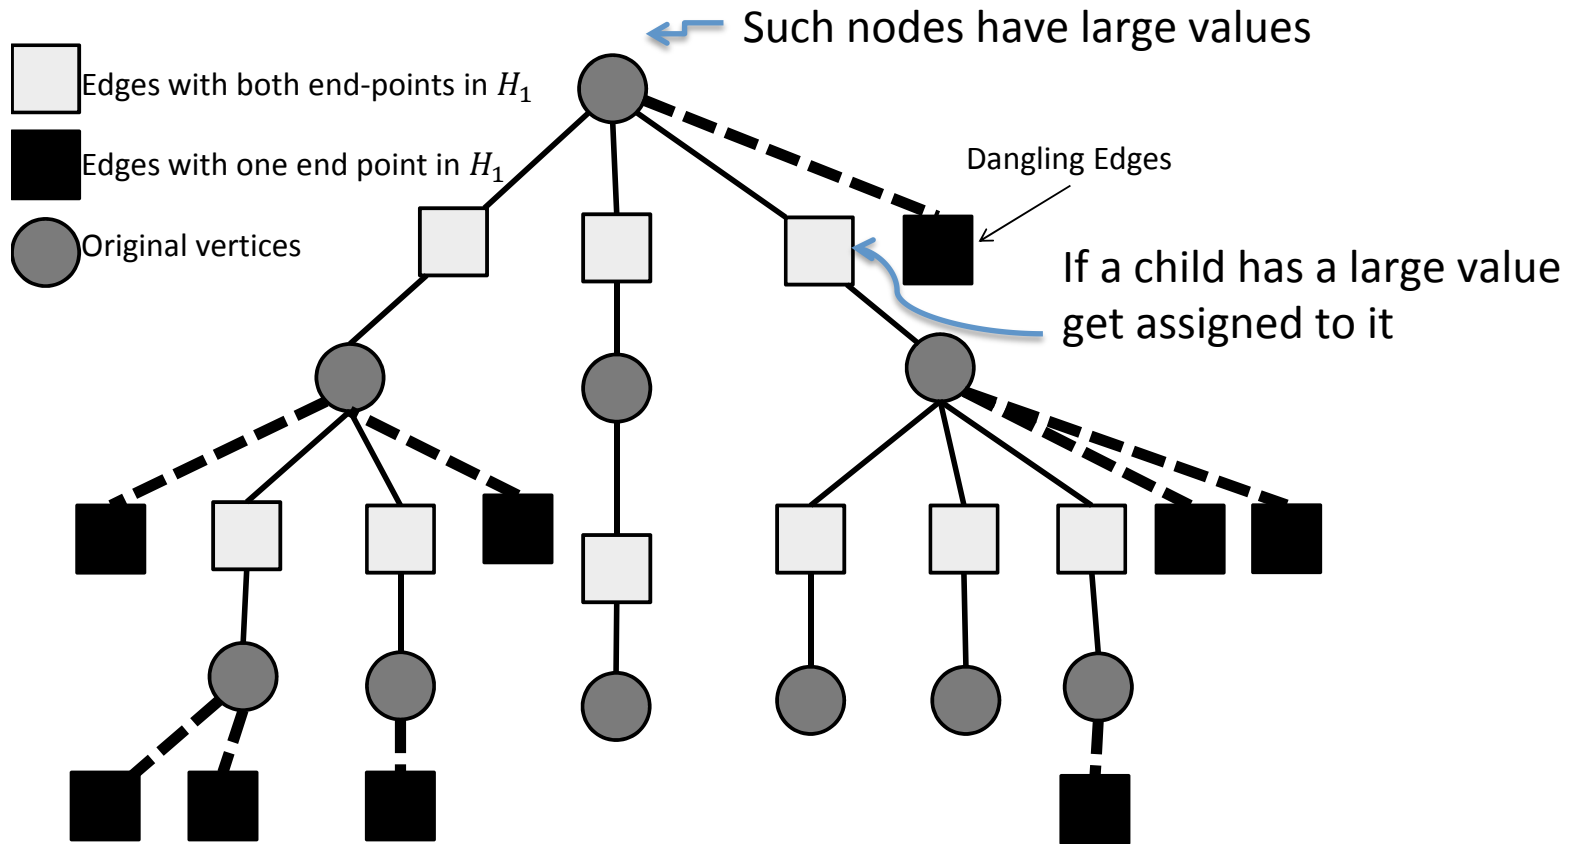 Such nodes have large values
Edges with both end-points in H₁
Edges with one end point in H₁
Dangling Edges
Original vertices
If a child has a large value
get assigned to it